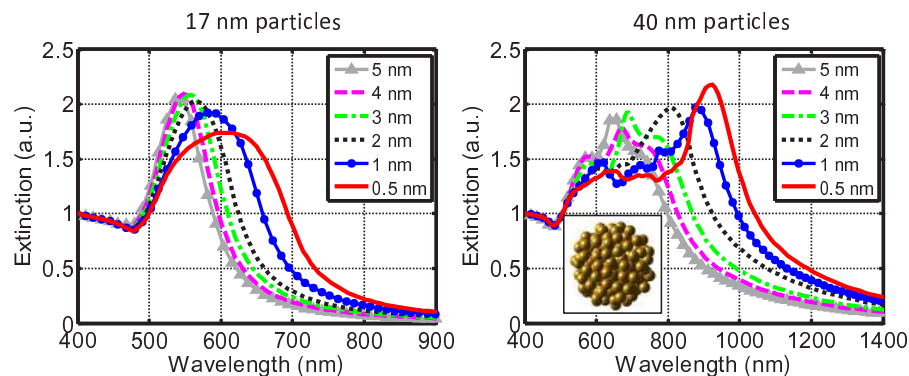 17 nm particles
2.5
2
1.5
1
0.5
0
Extinction (a.u.)
400
500
600
700
800
900
Wavelength (nm)
5 nm
4 nm
3 nm
2 nm
1 nm
0.5 nm
40 nm particles
2.5
2
1.5
1
0.5
0
Extinction (a.u.)
400
600
800
1000
1200
1400
Wavelength (nm)
5 nm
4 nm
3 nm
2 nm
1 nm
0.5 nm